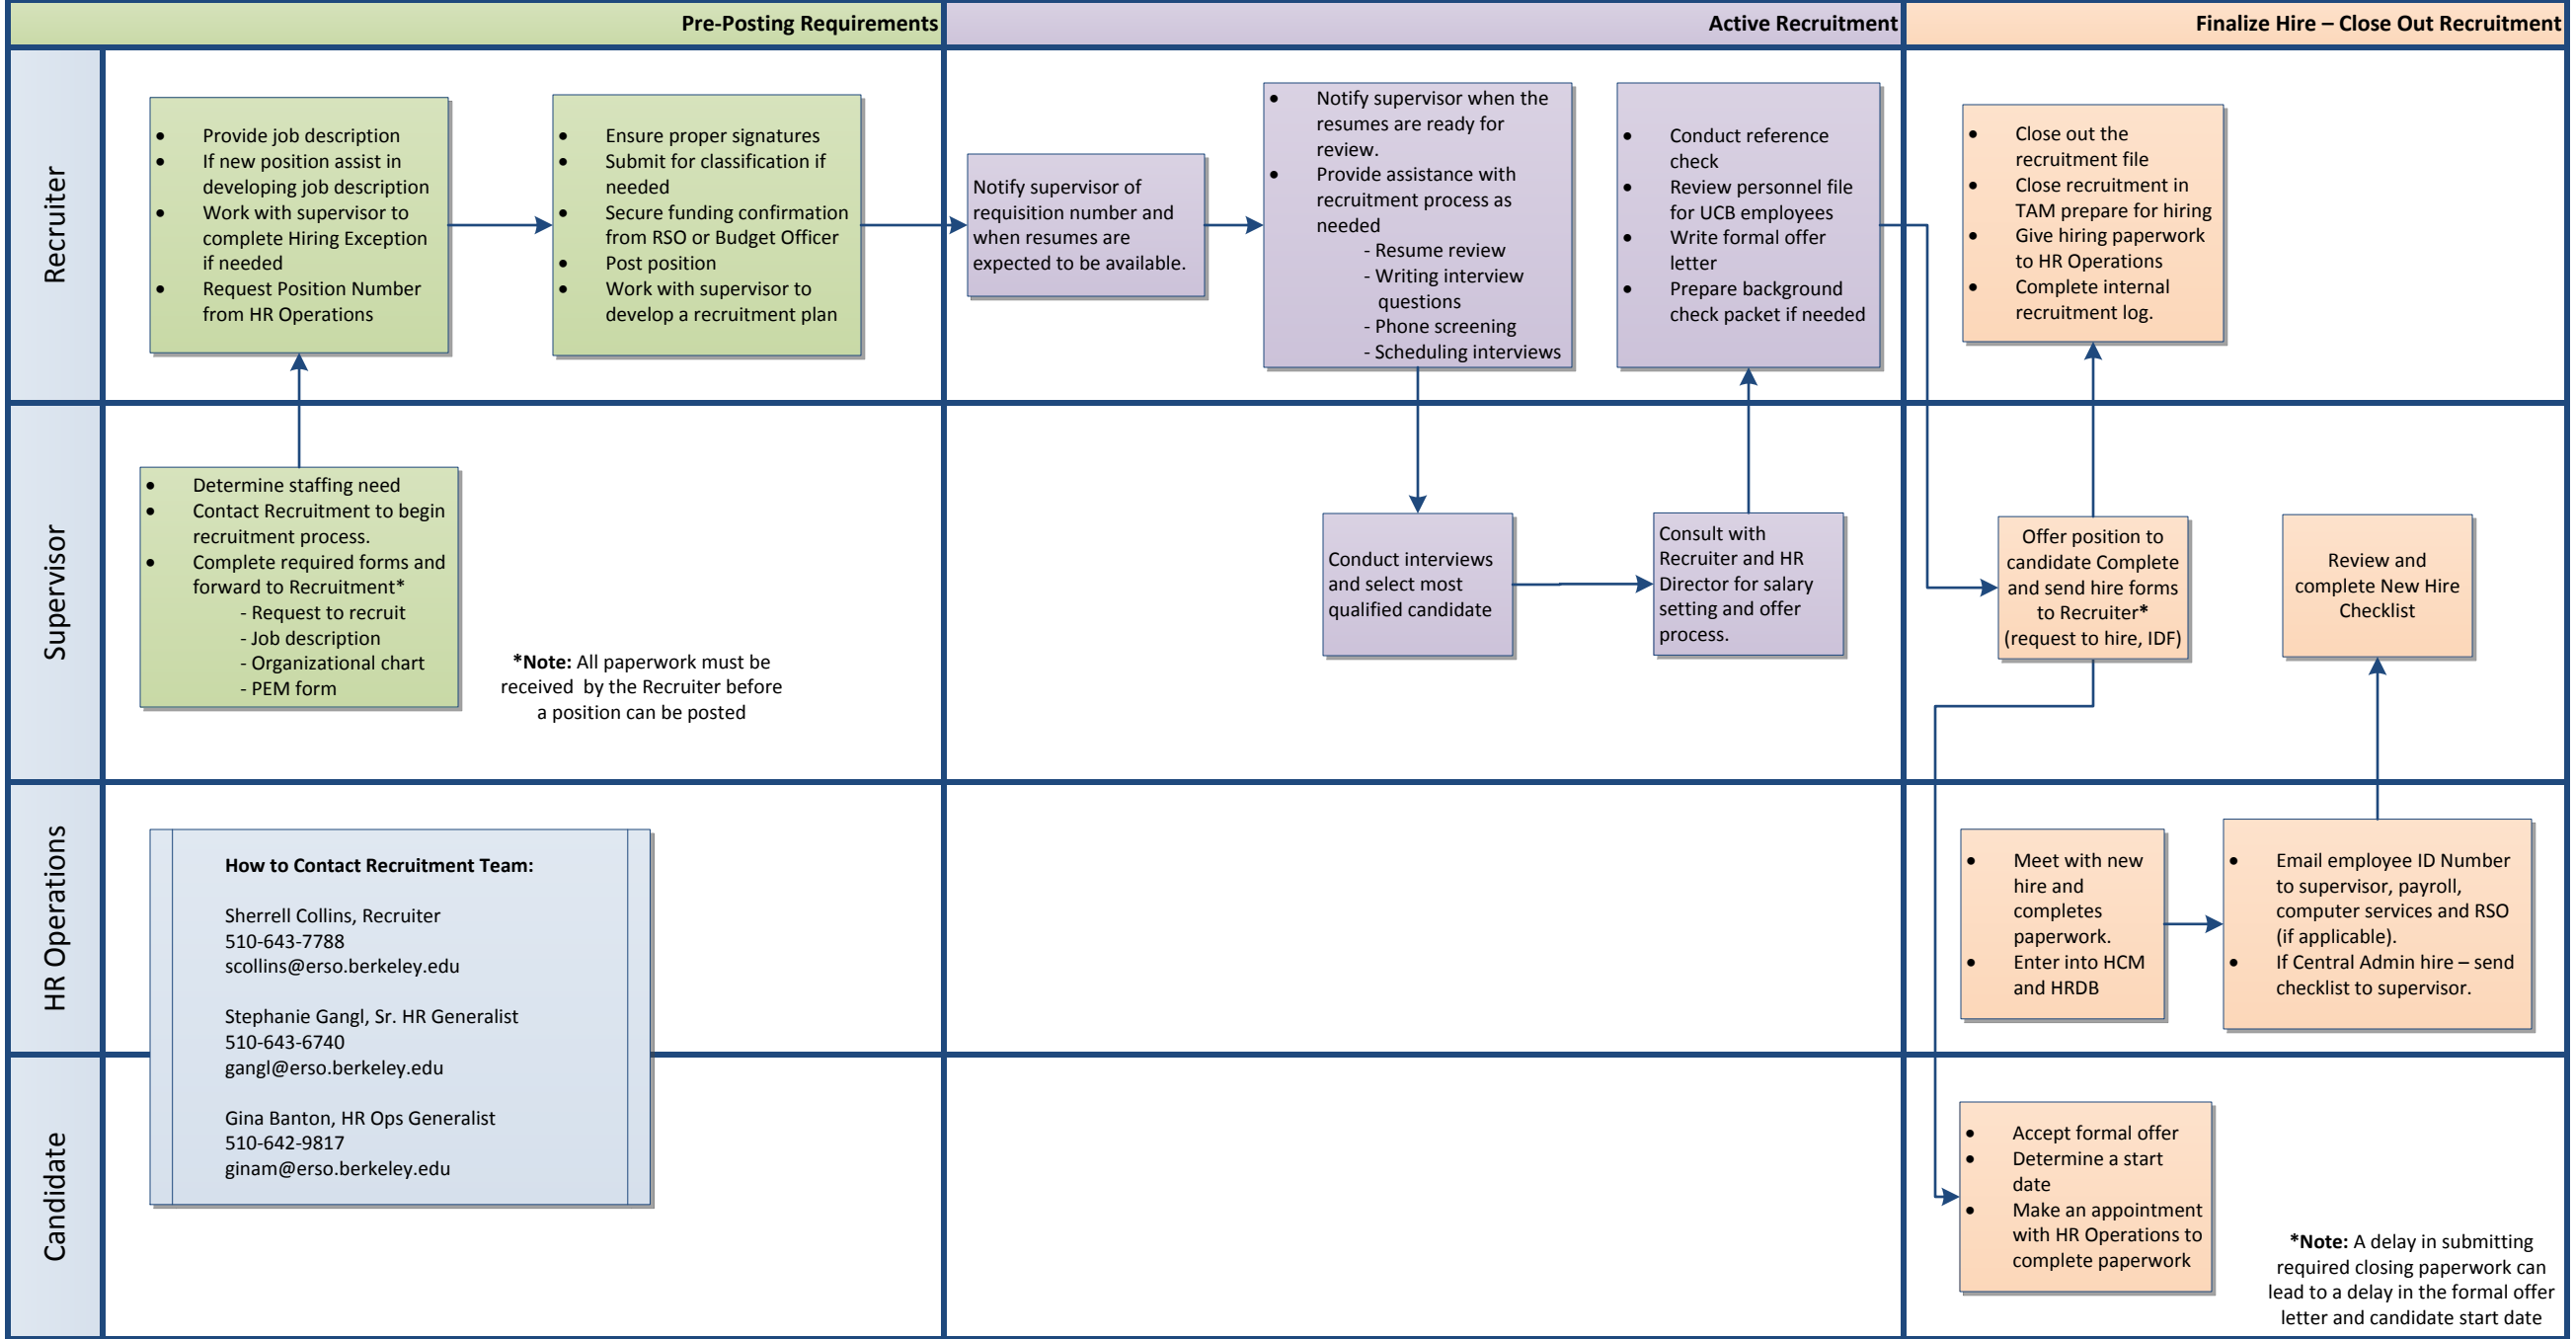 Pre-Posting Requirements
Active Recruitment
Finalize Hire – Close Out Recruitment
Recruiter
• Provide job description
• If new position assist in
developing job description
• Work with supervisor to
complete Hiring Exception
if needed
• Request Position Number
from HR Operations
• Ensure proper signatures
• Submit for classification if
needed
• Secure funding confirmation
from RSO or Budget Officer
• Post position
• Work with supervisor to
develop a recruitment plan
Notify supervisor of
requisition number and
when resumes are
expected to be available.
• Notify supervisor when the
resumes are ready for
review.
• Provide assistance with
recruitment process as
needed
- Resume review
- Writing interview
questions
- Phone screening
- Scheduling interviews
• Conduct reference
check
• Review personnel file
for UCB employees
• Write formal offer
letter
• Prepare background
check packet if needed
• Close out the
recruitment file
• Close recruitment in
TAM prepare for hiring
• Give hiring paperwork
to HR Operations
• Complete internal
recruitment log.
Supervisor
• Determine staffing need
• Contact Recruitment to begin
recruitment process.
• Complete required forms and
forward to Recruitment*
- Request to recruit
- Job description
- Organizational chart
- PEM form
*Note: All paperwork must be
received by the Recruiter before
a position can be posted
Conduct interviews
and select most
qualified candidate
Consult with
Recruiter and HR
Director for salary
setting and offer
process.
Offer position to
candidate Complete
and send hire forms
to Recruiter*
(request to hire, IDF)
Review and
complete New Hire
Checklist
HR Operations
How to Contact Recruitment Team:
Sherrell Collins, Recruiter
510-643-7788
scollins@erso.berkeley.edu
Stephanie Gangl, Sr. HR Generalist
510-643-6740
gangl@erso.berkeley.edu
Gina Banton, HR Ops Generalist
510-642-9817
ginam@erso.berkeley.edu
• Meet with new
hire and
completes
paperwork.
• Enter into HCM
and HRDB
• Email employee ID Number
to supervisor, payroll,
computer services and RSO
(if applicable).
• If Central Admin hire – send
checklist to supervisor.
Candidate
• Accept formal offer
• Determine a start
date
• Make an appointment
with HR Operations to
complete paperwork
*Note: A delay in submitting
required closing paperwork can
lead to a delay in the formal offer
letter and candidate start date